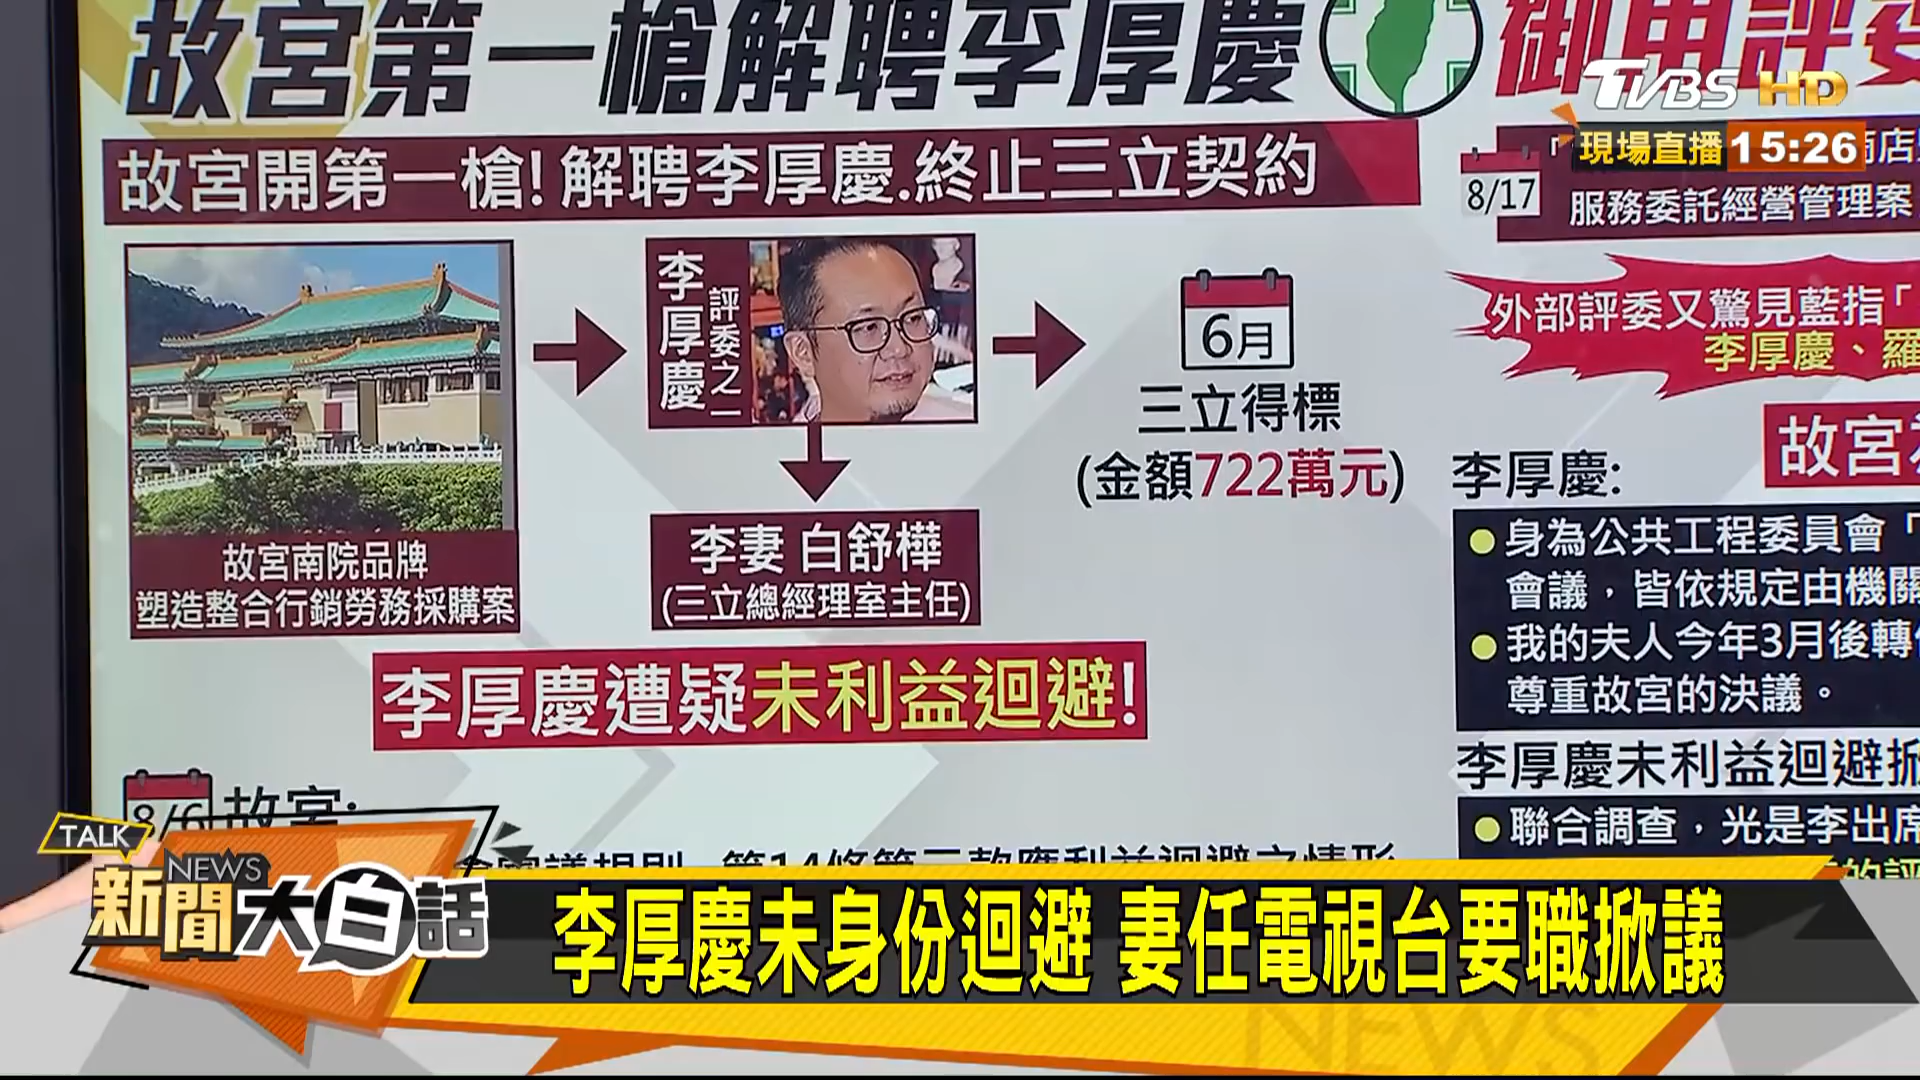 故宮第一槍解聘李厚慶
御用評委
TVBS HD
現場直播 15:26
故宮開第一槍!解聘李厚慶.終止三立契約
8/17
服務委託經營管理案
李厚慶
評委之一
6月
三立得標
(金額722萬元)
故宮南院品牌
塑造整合行銷勞務採購案
李妻 白舒樺
(三立總經理室主任)
李厚慶遭疑未利益迴避!
外部評委又驚見藍指「
李厚慶、羅
故宮
李厚慶:
身為公共工程委員會「
會議，皆依規定由機關
我的夫人今年3月後轉
尊重故宮的決議。
李厚慶未利益迴避掀
聯合調查，光是李出席
8/6 故宮:
TALK
NEWS
新聞大白話
李厚慶未身份迴避 妻任電視台要職掀議
NEWS